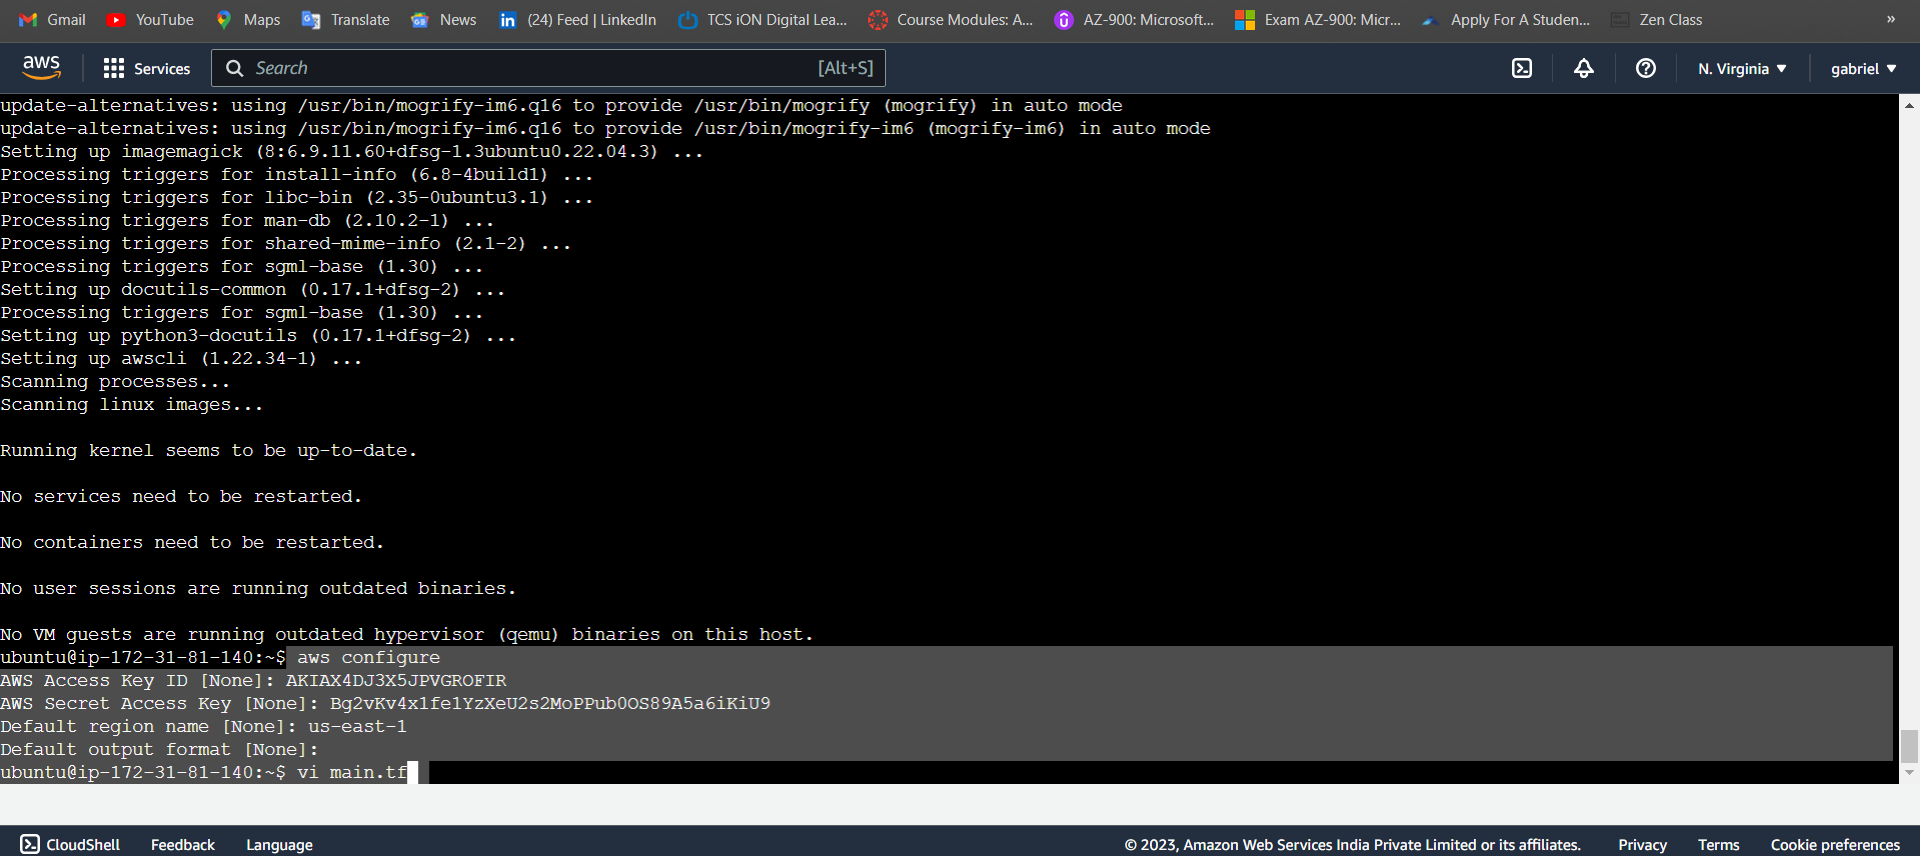 Gmail YouTube Maps Translate News (24) Feed | LinkedIn TCS iON Digital Lea... Course Modules: A... AZ-900: Microsoft... Exam AZ-900: Micr... Apply For A Studen... Zen Class »
aws Services Search [Alt+S] N. Virginia gabriel
update-alternatives: using /usr/bin/mogrify-im6.q16 to provide /usr/bin/mogrify (mogrify) in auto mode
update-alternatives: using /usr/bin/mogrify-im6.q16 to provide /usr/bin/mogrify-im6 (mogrify-im6) in auto mode
Setting up imagemagick (8:6.9.11.60+dfsg-1.3ubuntu0.22.04.3) ...
Processing triggers for install-info (6.8-4build1) ...
Processing triggers for libc-bin (2.35-0ubuntu3.1) ...
Processing triggers for man-db (2.10.2-1) ...
Processing triggers for shared-mime-info (2.1-2) ...
Processing triggers for sgml-base (1.30) ...
Setting up docutils-common (0.17.1+dfsg-2) ...
Processing triggers for sgml-base (1.30) ...
Setting up python3-docutils (0.17.1+dfsg-2) ...
Setting up awscli (1.22.34-1) ...
Scanning processes...
Scanning linux images...
Running kernel seems to be up-to-date.
No services need to be restarted.
No containers need to be restarted.
No user sessions are running outdated binaries.
No VM guests are running outdated hypervisor (qemu) binaries on this host.
ubuntu@ip-172-31-81-140:~$ aws configure
AWS Access Key ID [None]: AKIAX4DJ3X5JPVGROFIR
AWS Secret Access Key [None]:
Default region name [None]: us-east-1
Default output format [None]:
ubuntu@ip-172-31-81-140:~$ vi main.tf
CloudShell Feedback Language © 2023, Amazon Web Services India Private Limited or its affiliates. Privacy Terms Cookie preferences